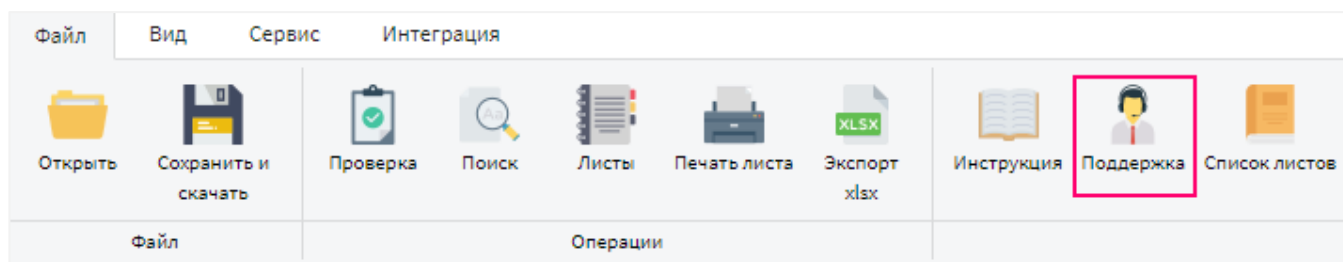 Файл Вид Сервис Интеграция
Aa
XLSX
Открыть Сохранить и Проверка Поиск Листы Печать листа Экспорт Инструкция Поддержка Список листов
скачать xlsx
Файл Операции